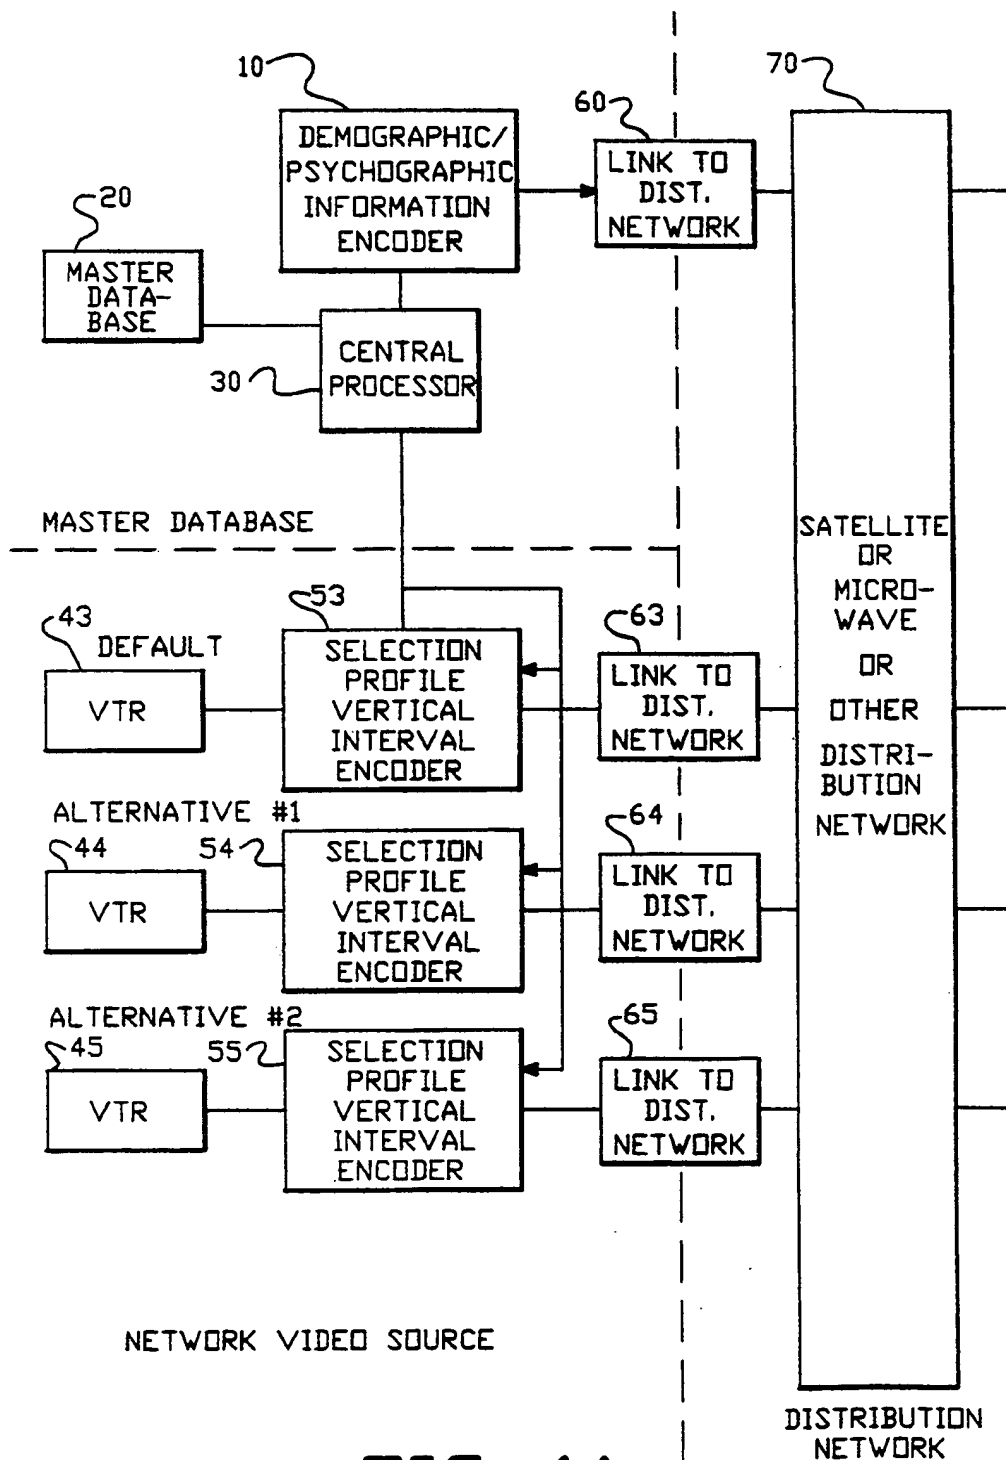 10
DEMOGRAPHIC/
PSYCHOGRAPHIC
INFORMATION
ENCODER
60
LINK TO
DIST.
NETWORK
70
20
MASTER
DATA-
BASE
30
CENTRAL
PROCESSOR
MASTER DATABASE
SATELLITE
OR
MICRO-
WAVE
OR
OTHER
DISTRI-
BUTION
NETWORK
43
DEFAULT
VTR
53
SELECTION
PROFILE
VERTICAL
INTERVAL
ENCODER
63
LINK TO
DIST.
NETWORK
ALTERNATIVE #1
44
VTR
54
SELECTION
PROFILE
VERTICAL
INTERVAL
ENCODER
64
LINK TO
DIST.
NETWORK
ALTERNATIVE #2
45
VTR
55
SELECTION
PROFILE
VERTICAL
INTERVAL
ENCODER
65
LINK TO
DIST.
NETWORK
NETWORK VIDEO SOURCE
DISTRIBUTION
NETWORK